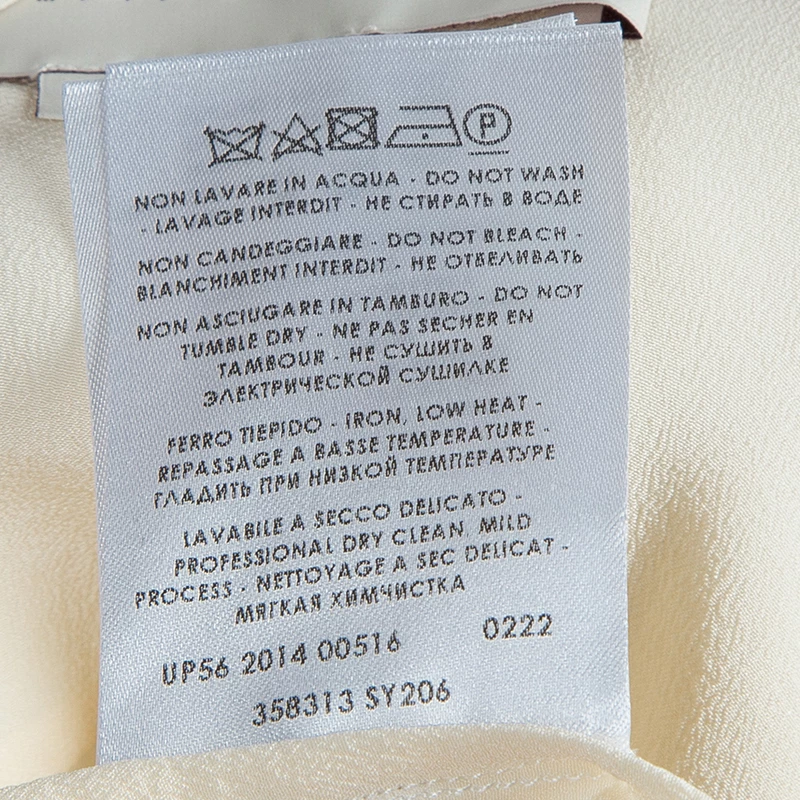 P
NON LAVARE IN ACQUA - DO NOT WASH
- LAVAGE INTERDIT - НЕ СТИРАТЬ В ВОДЕ
NON CANDEGGIARE - DO NOT BLEACH -
BLANCHIMENT INTERDIT - НЕ ОТБЕЛИВАТЬ
NON ASCIUGARE IN TAMBURO - DO NOT
TUMBLE DRY - NE PAS SECHER EN
TAMBOUR - НЕ СУШИТЬ В
ЭЛЕКТРИЧЕСКОЙ СУШИЛКЕ
FERRO TIEPIDO - IRON, LOW HEAT -
REPASSAGE A BASSE TEMPERATURE -
ГЛАДИТЬ ПРИ НИЗКОЙ ТЕМПЕРАТУРЕ
LAVABILE A SECCO DELICATO -
PROFESSIONAL DRY CLEAN, MILD
PROCESS - NETTOYAGE A SEC DELICAT -
МЯГКАЯ ХИМЧИСТКА
UP56 2014 00516 0222
358313 SY206